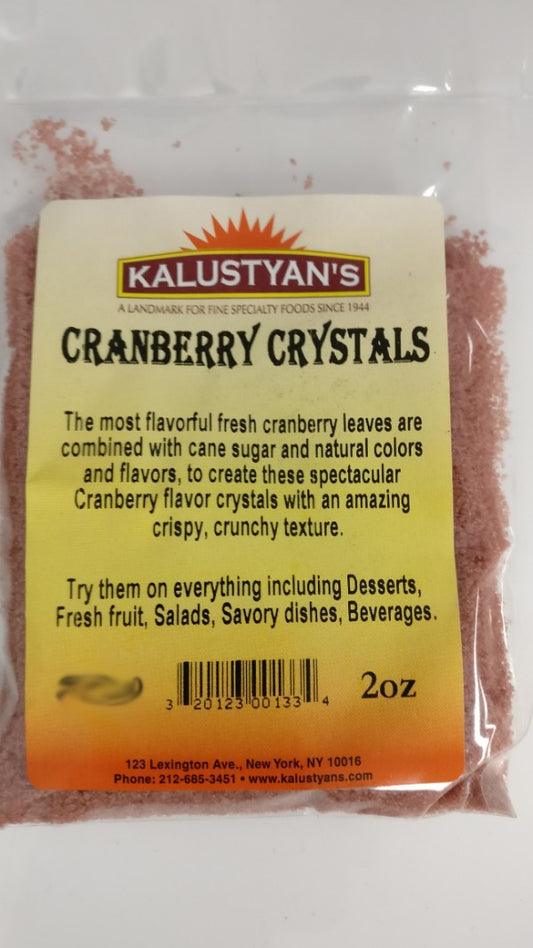 KALUSTYAN'S
A LANDMARK FOR FINE SPECIALTY FOODS SINCE 1944
CRANBERRY CRYSTALS
The most flavorful fresh cranberry leaves are
combined with cane sugar and natural colors
and flavors, to create these spectacular
Cranberry flavor crystals with an amazing
crispy, crunchy texture.
Try them on everything including Desserts,
Fresh fruit, Salads, Savory dishes, Beverages.
3 20123 00133 4
2oz
123 Lexington Ave., New York, NY 10016
Phone: 212-685-3451 • www.kalustyans.com